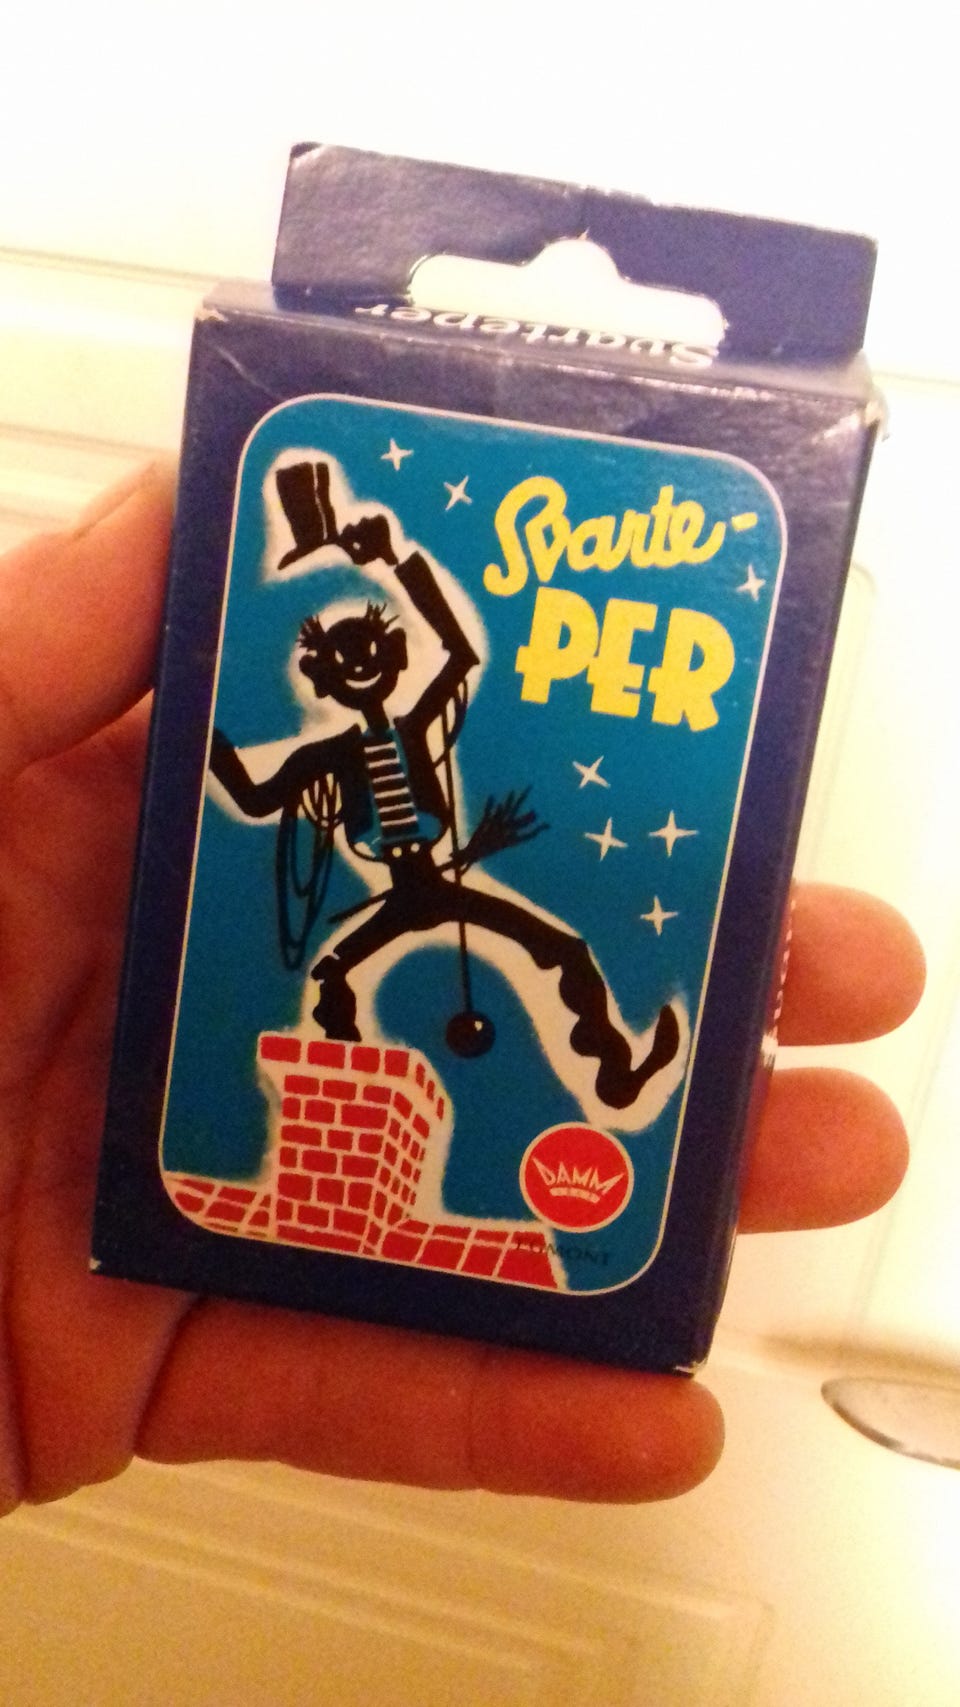 Svarteper
Svarte-
PER
DAMM
EGMONT